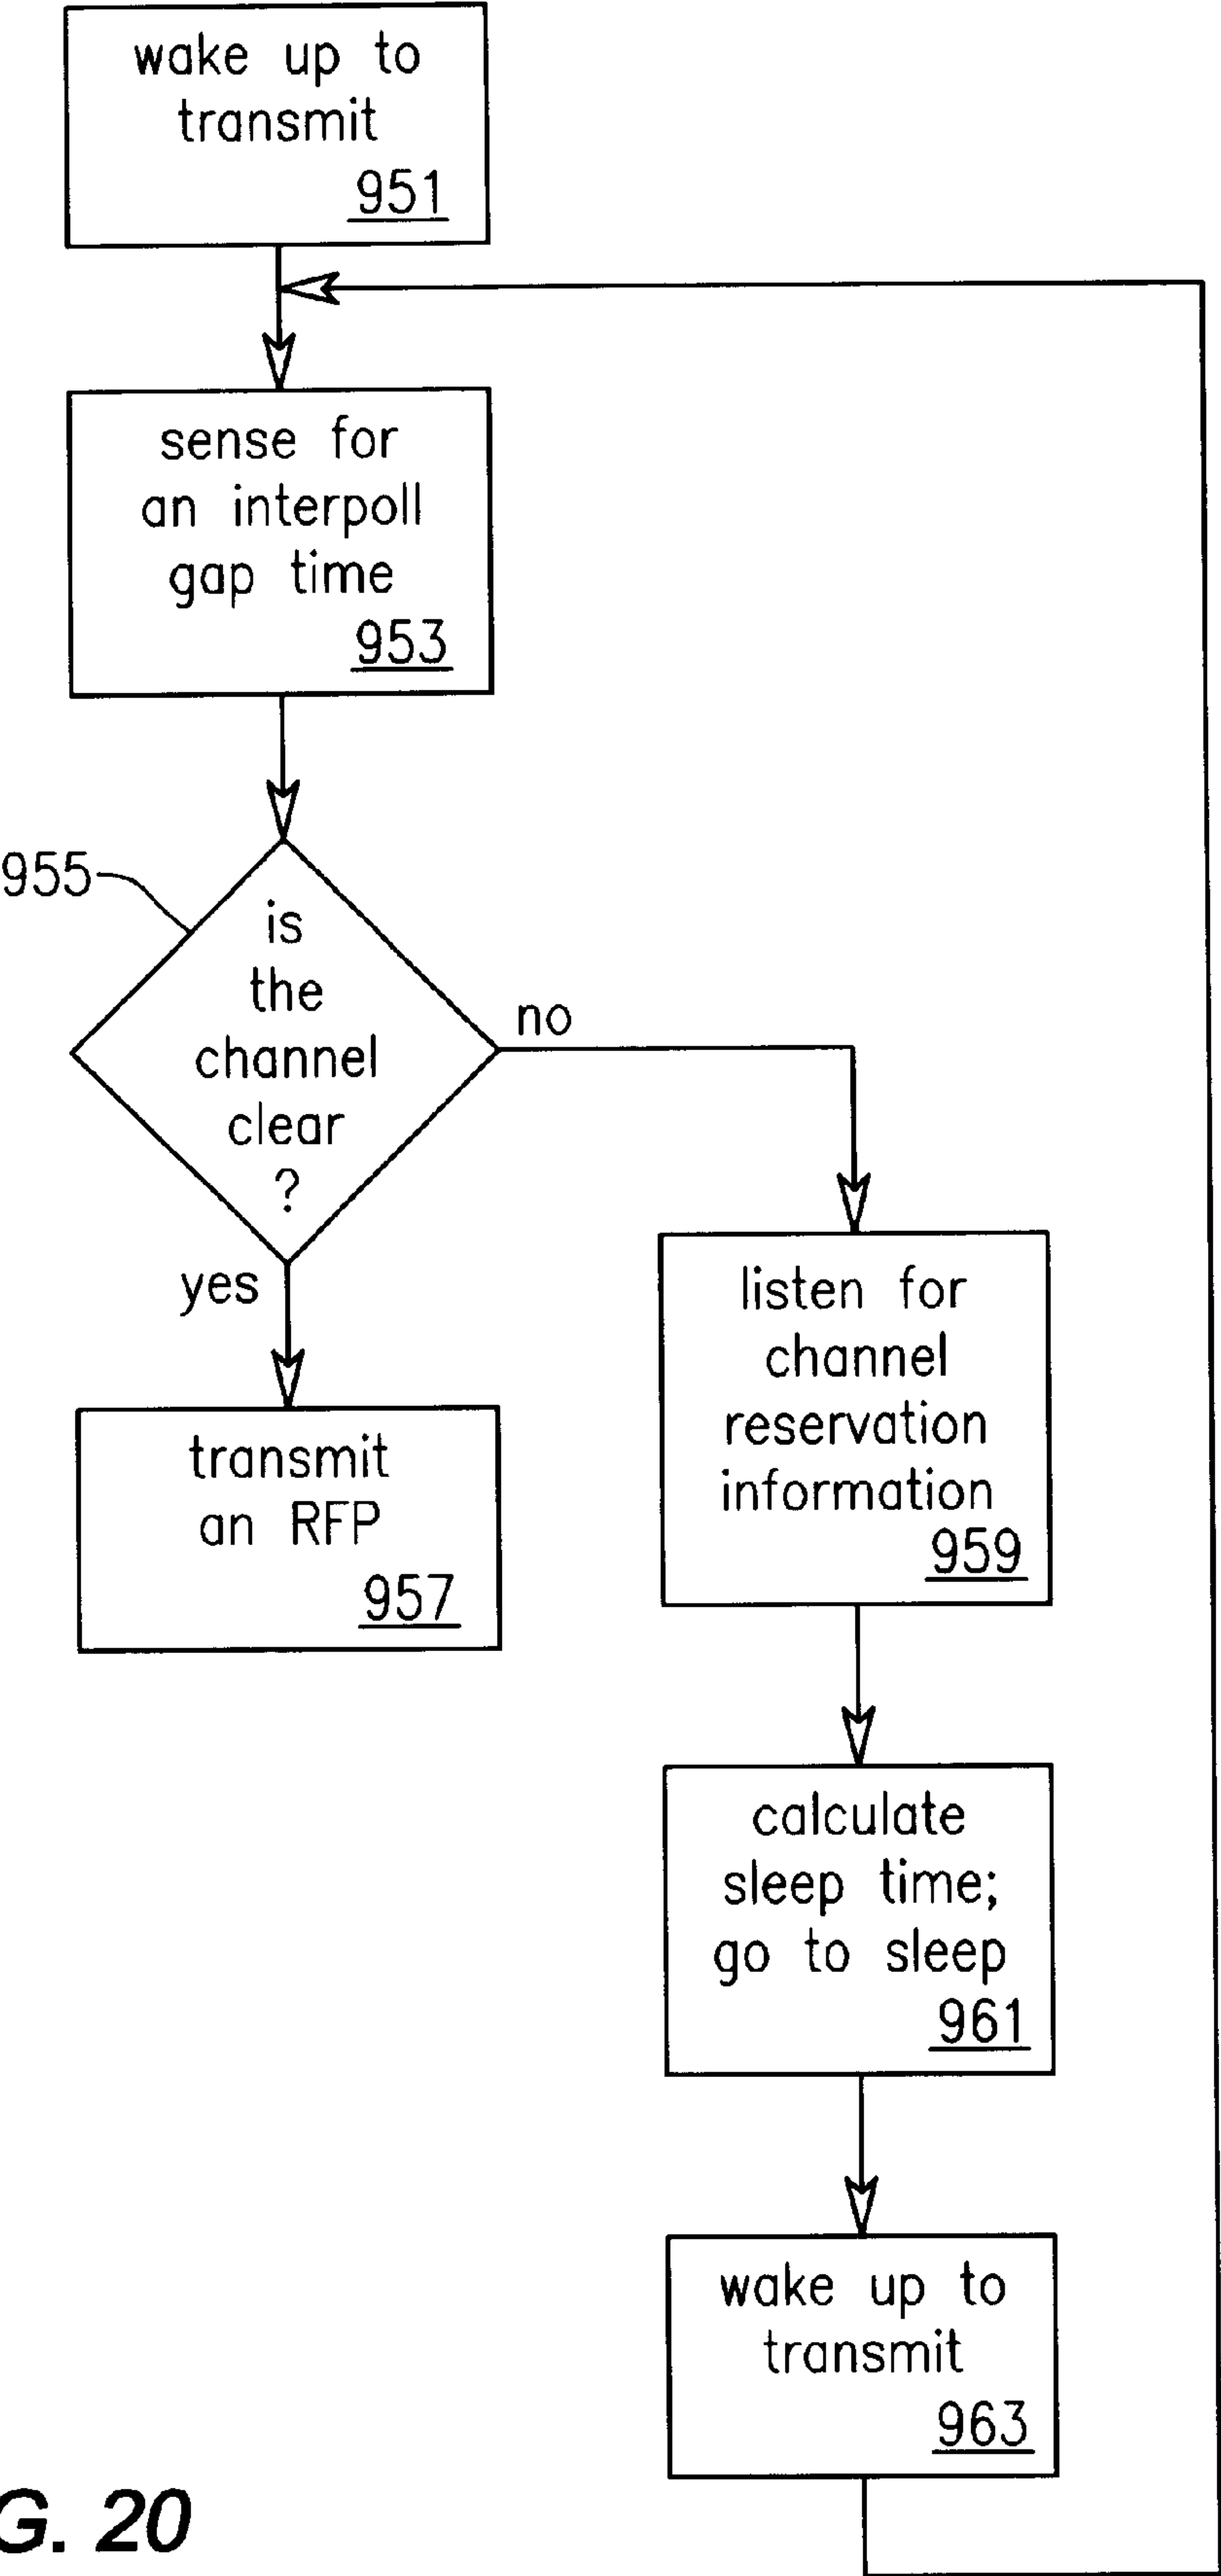 wake up to
transmit
951
sense for
an interpoll
gap time
953
955
is
the
channel
clear
?
no
yes
transmit
an RFP
957
listen for
channel
reservation
information
959
calculate
sleep time;
go to sleep
961
wake up to
transmit
963
G. 20